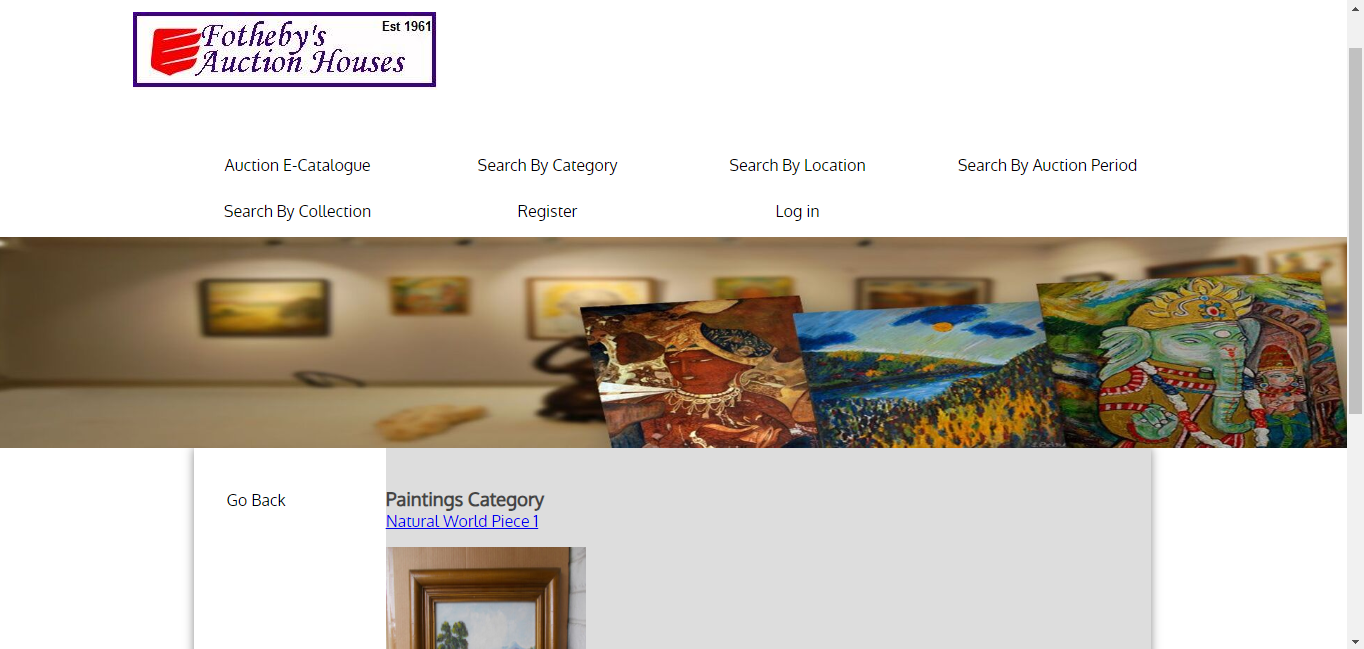 Est 1961
Fotheby's
Auction Houses
Auction E-Catalogue Search By Category Search By Location Search By Auction Period
Search By Collection Register Log in
Go Back
Paintings Category
Natural World Piece 1